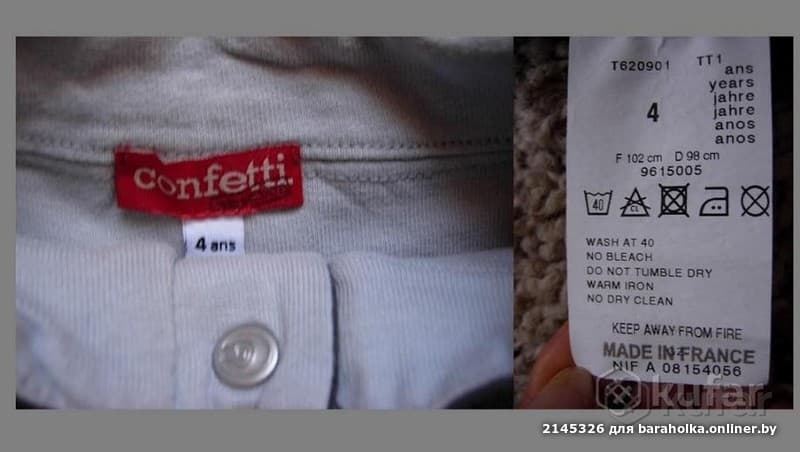 confetti
4 ans
T620901 TT1
ans
years
4 jahre
jahre
anos
anos
F 102 cm D 98 cm
9615005
40 CL
WASH AT 40
NO BLEACH
DO NOT TUMBLE DRY
WARM IRON
NO DRY CLEAN
KEEP AWAY FROM FIRE
MADE IN FRANCE
NIF A 08154056
kufar
2145326 для baraholka.onliner.by